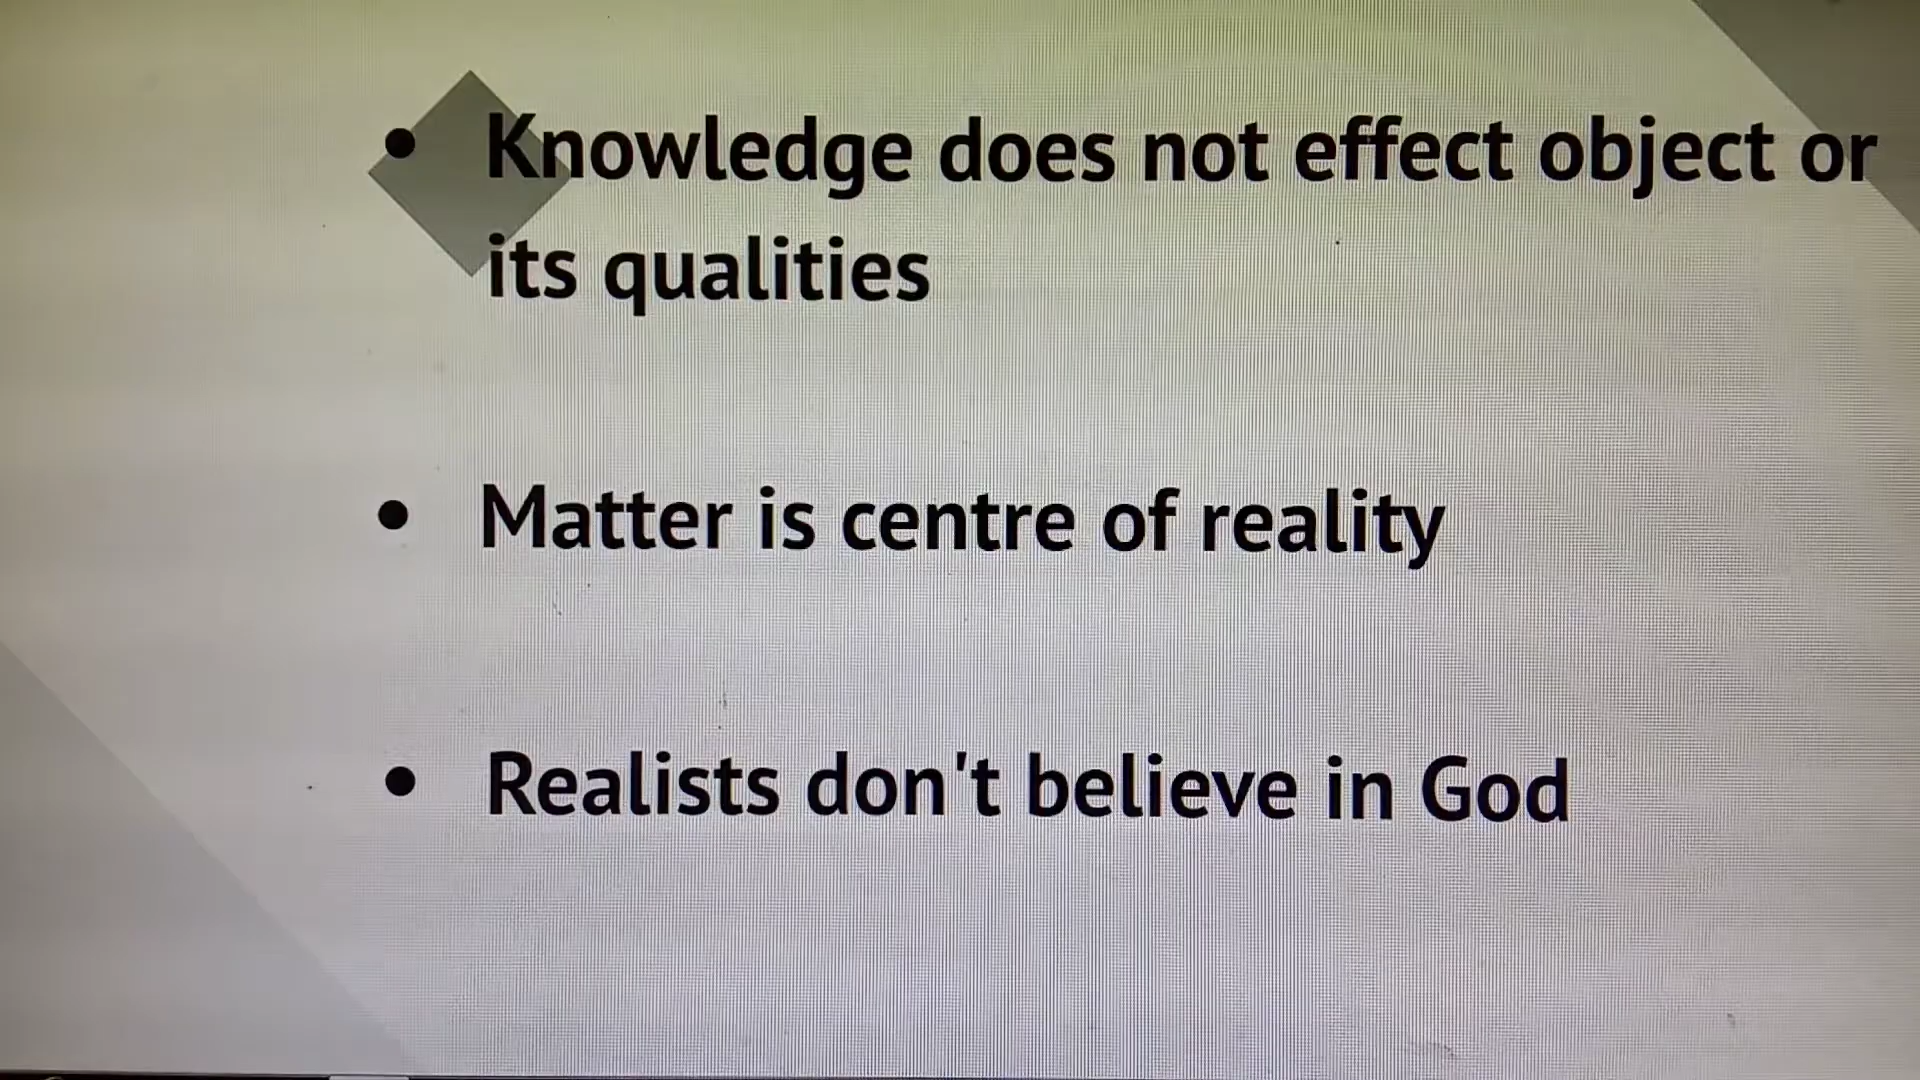 • Knowledge does not effect object or
its qualities
• Matter is centre of reality
• Realists don't believe in God